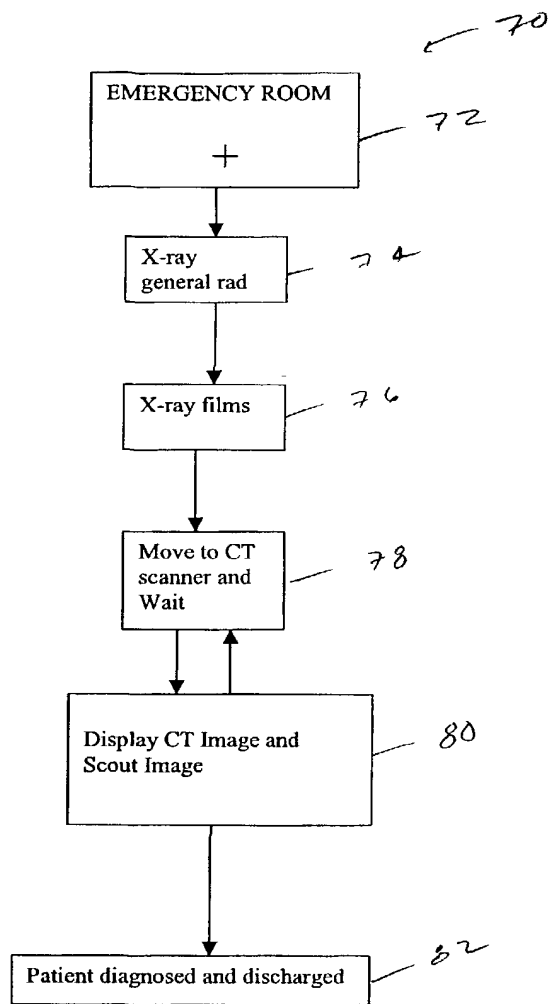 70
EMERGENCY ROOM
+
72
X-ray
general rad
74
X-ray films
76
Move to CT
scanner and
Wait
78
Display CT Image and
Scout Image
80
Patient diagnosed and discharged
82